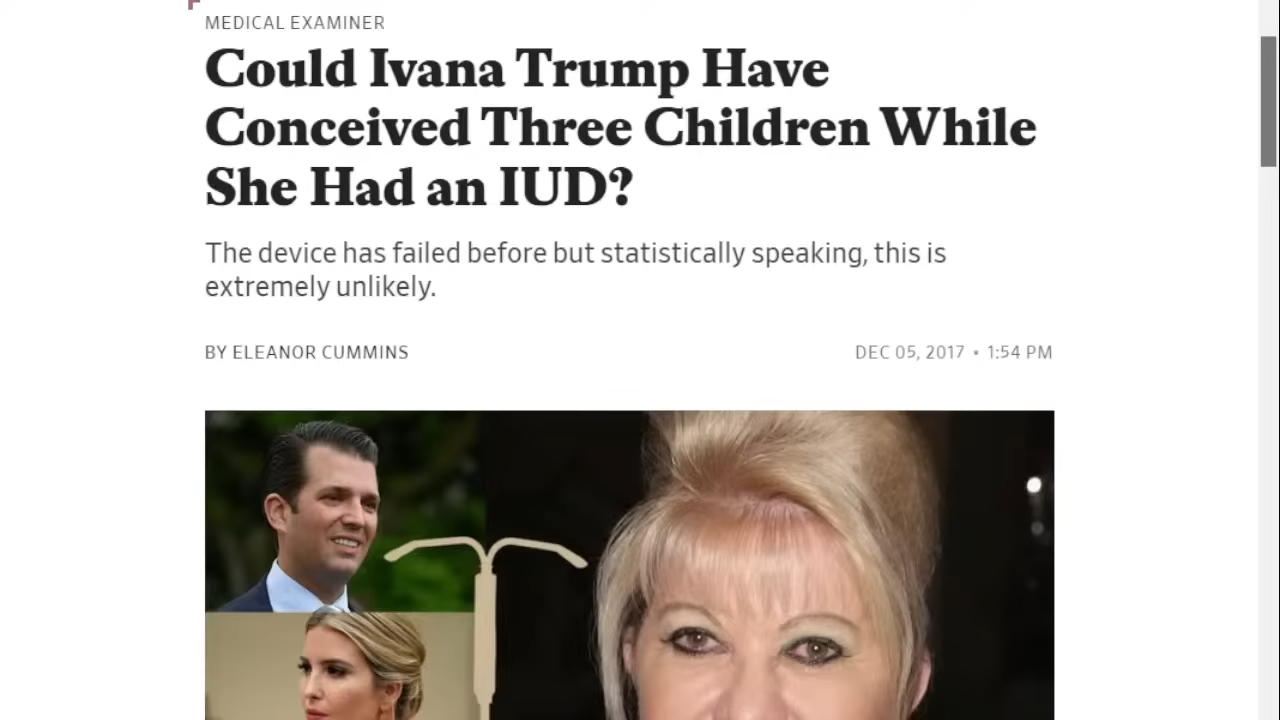 MEDICAL EXAMINER
Could Ivana Trump Have
Conceived Three Children While
She Had an IUD?
The device has failed before but statistically speaking, this is
extremely unlikely.
BY ELEANOR CUMMINS
DEC 05, 2017 • 1:54 PM